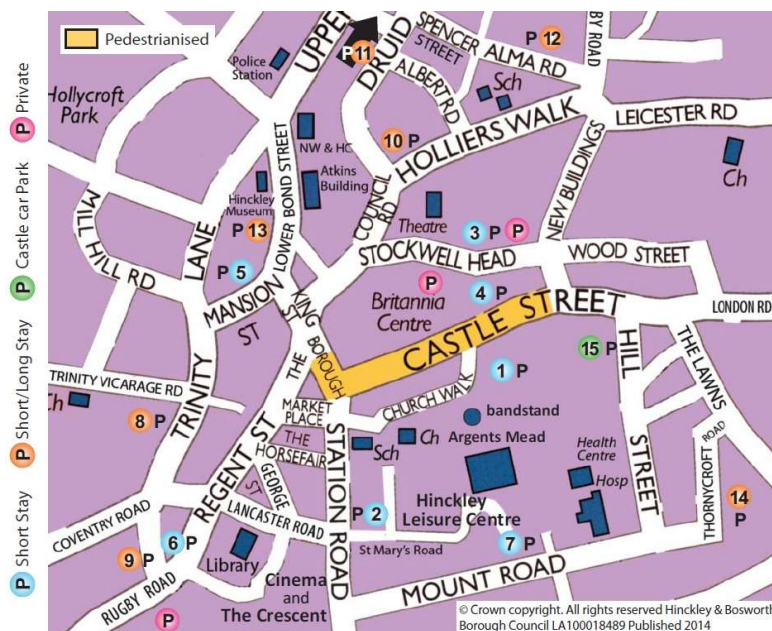 Pedestrianised
P Short Stay
P Short/Long Stay
P Castle car Park
P Private
Hollycroft
Park
Police
Station
UPPER
P 11
DRUID
STREET
SPENCER
ALMA RD
P 12
BY ROAD
ALBERT RD
Sch
10 P
HOLLIERS WALK
LEICESTER RD
NW & HC
Atkins
Building
LOWER BOND STREET
Hinckley
Museum
P 13
P 5
MILL HILL RD
LANE
MANSION
ST
COUNCIL
RD
Theatre
3 P
P
NEW BUILDINGS
Ch
STOCKWELL HEAD
WOOD STREET
P
Britannia
Centre
4 P
CASTLE STREET
LONDON RD
KING
ST
THE
BOROUGH
15 P
HILL
STREET
THE LAWNS
TRINITY VICARAGE RD
Ch
8 P
TRINITY
REGENT ST
MARKET
PLACE
CHURCH WALK
1 P
bandstand
Argents Mead
THE
HORSEFAIR
GEORGE
ST
STATION ROAD
Sch
Ch
Health
Centre
Hosp
THORNYCROFT
ROAD
14
P
COVENTRY ROAD
LANCASTER ROAD
P 2
Hinckley
Leisure Centre
St Mary's Road
7 P
MOUNT ROAD
9 P
6 P
Library
RUGBY ROAD
P
Cinema
and
The Crescent
© Crown copyright. All rights reserved Hinckley & Bosworth
Borough Council LA100018489 Published 2014